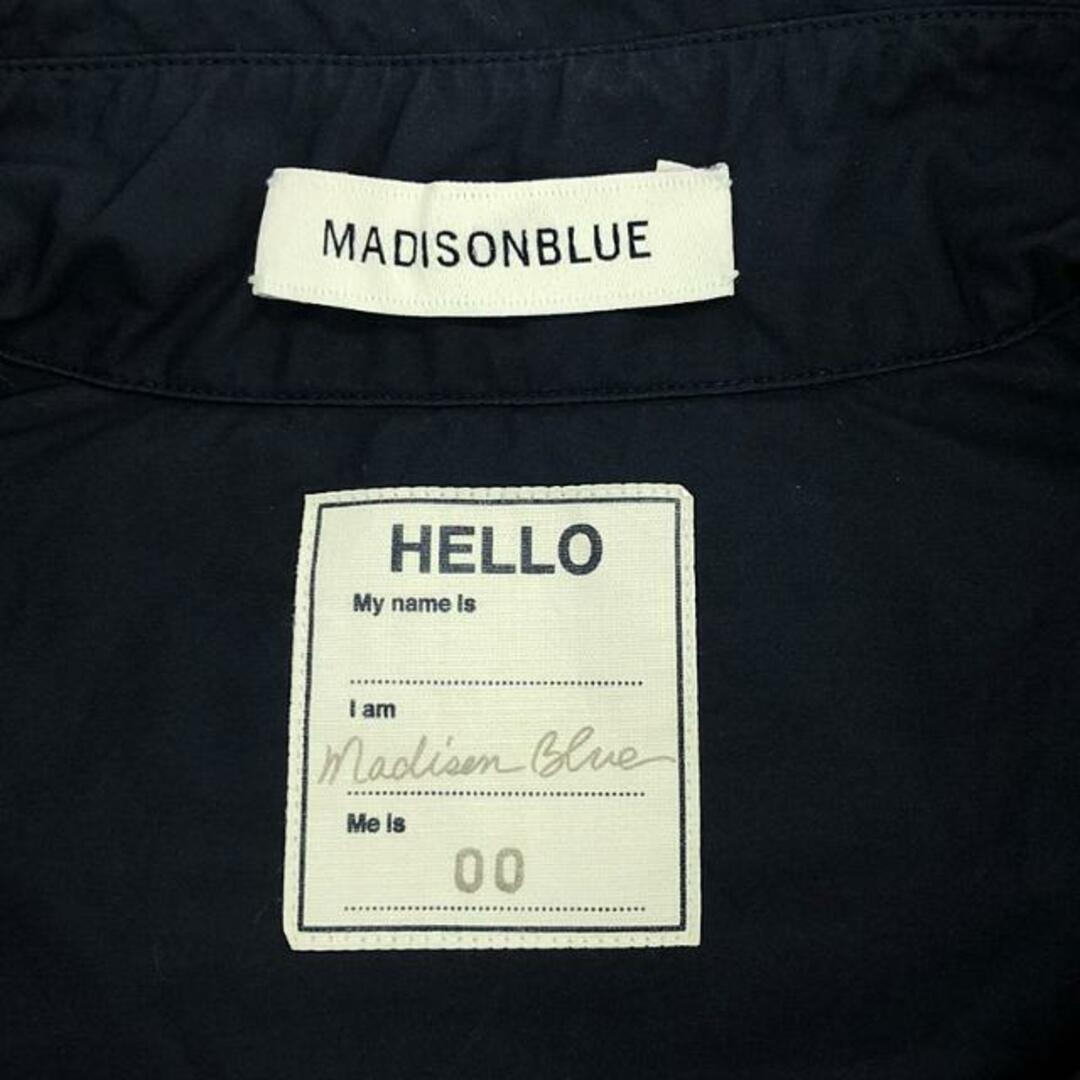 MADISONBLUE
HELLO
My name is
I am
Madison Blue
Me is
00